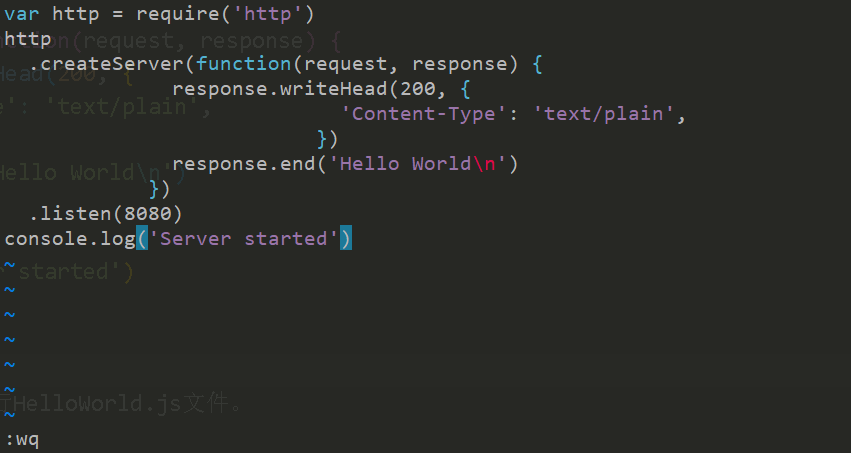 var http = require('http')
http
  .createServer(function(request, response) {
              response.writeHead(200, {
                            'Content-Type': 'text/plain',
                          })
              response.end('Hello World\n')
            })
  .listen(8080)
console.log('Server started')
~
~
~
~
~
~
~
:wq